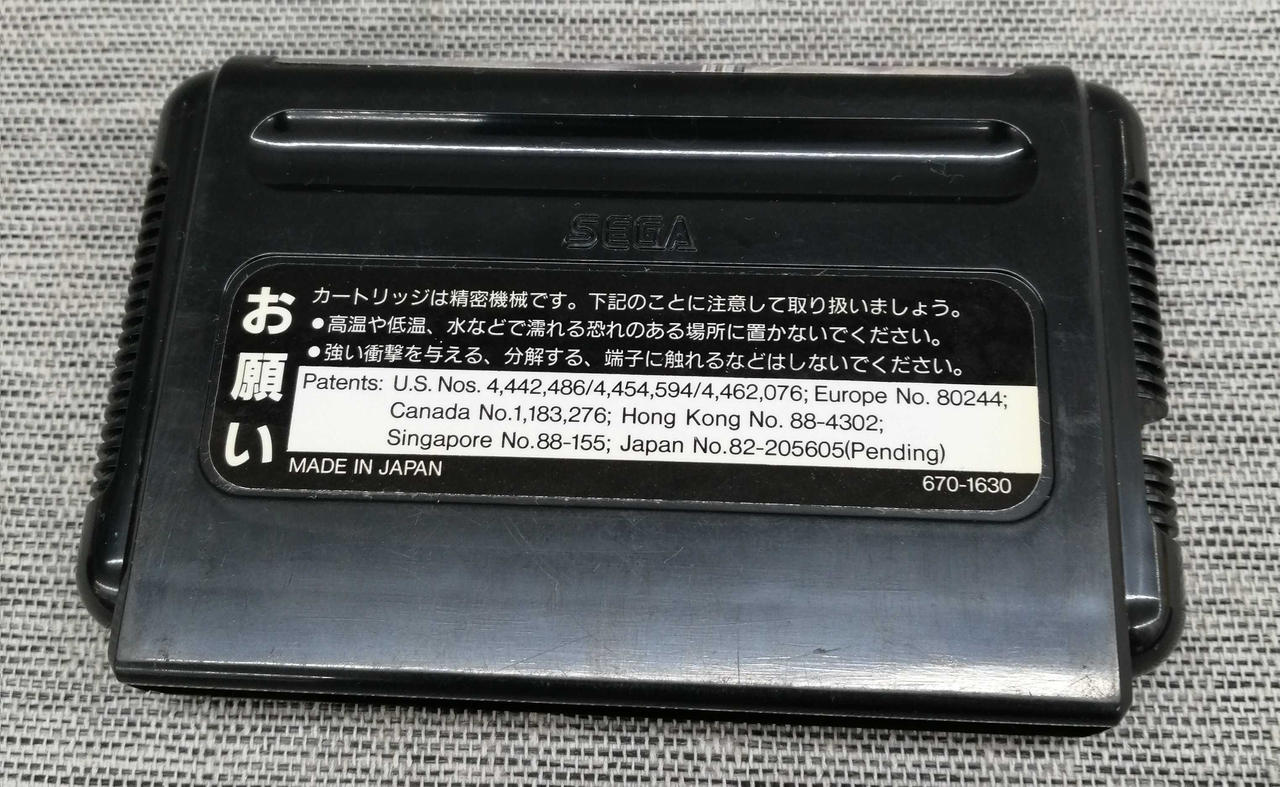 SEGA
お願い
カートリッジは精密機械です。下記のことに注意して取り扱いましょう。
●高温や低温、水などで濡れる恐れのある場所に置かないでください。
●強い衝撃を与える、分解する、端子に触れるなどはしないでください。
Patents: U.S. Nos. 4,442,486/4,454,594/4,462,076; Europe No. 80244;
Canada No.1,183,276; Hong Kong No. 88-4302;
Singapore No.88-155; Japan No.82-205605(Pending)
MADE IN JAPAN
670-1630